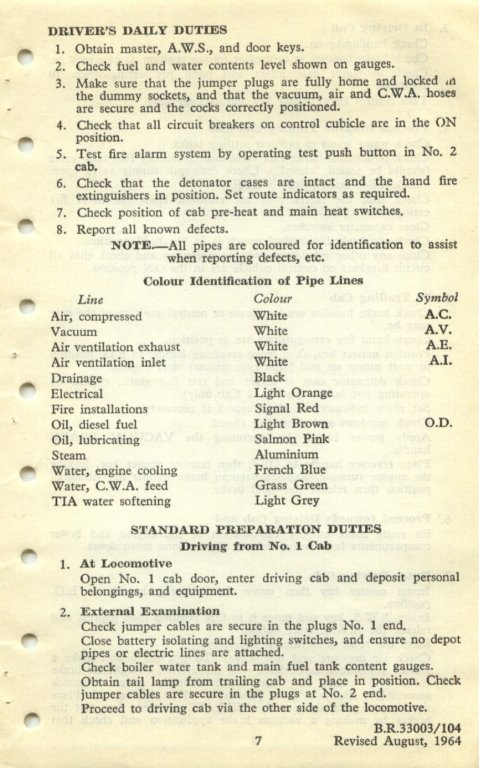 DRIVER'S DAILY DUTIES
1. Obtain master, A.W.S., and door keys.
2. Check fuel and water contents level shown on gauges.
3. Make sure that the jumper plugs are fully home and locked in
the dummy sockets, and that the vacuum, air and C.W.A. hoses
are secure and the cocks correctly positioned.
4. Check that all circuit breakers on control cubicle are in the ON
position.
5. Test fire alarm system by operating test push button in No. 2
cab.
6. Check that the detonator cases are intact and the hand fire
extinguishers in position. Set route indicators as required.
7. Check position of cab pre-heat and main heat switches.
8. Report all known defects.
NOTE.—All pipes are coloured for identification to assist
when reporting defects, etc.
Colour Identification of Pipe Lines
Line Colour Symbol
Air, compressed White A.C.
Vacuum White A.V.
Air ventilation exhaust White A.E.
Air ventilation inlet White A.I.
Drainage Black
Electrical Light Orange
Fire installations Signal Red
Oil, diesel fuel Light Brown O.D.
Oil, lubricating Salmon Pink
Steam Aluminium
Water, engine cooling French Blue
Water, C.W.A. feed Grass Green
TIA water softening Light Grey
STANDARD PREPARATION DUTIES
Driving from No. 1 Cab
1. At Locomotive
Open No. 1 cab door, enter driving cab and deposit personal
belongings, and equipment.
2. External Examination
Check jumper cables are secure in the plugs No. 1 end.
Close battery isolating and lighting switches, and ensure no depot
pipes or electric lines are attached.
Check boiler water tank and main fuel tank content gauges.
Obtain tail lamp from trailing cab and place in position. Check
jumper cables are secure in the plugs at No. 2 end.
Proceed to driving cab via the other side of the locomotive.
B.R.33003/104
7 Revised August, 1964